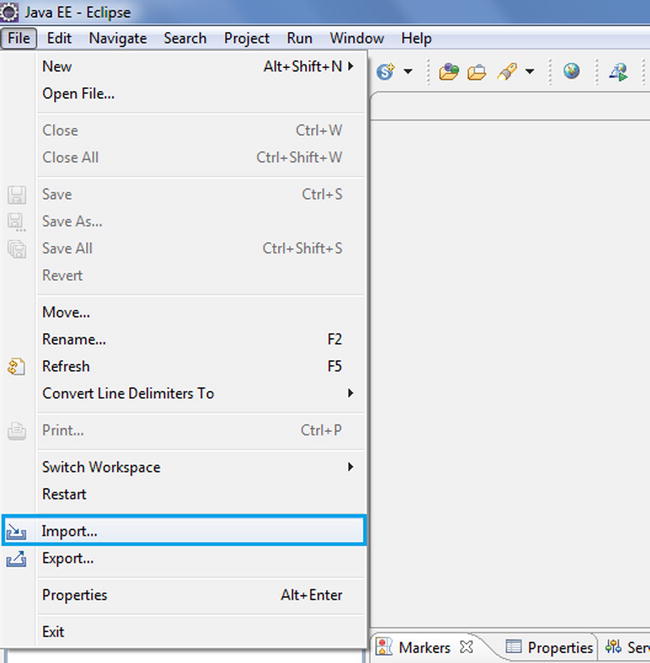 Java EE - Eclipse
File Edit Navigate Search Project Run Window Help
New Alt+Shift+N
Open File...
Close Ctrl+W
Close All Ctrl+Shift+W
Save Ctrl+S
Save As...
Save All Ctrl+Shift+S
Revert
Move...
Rename... F2
Refresh F5
Convert Line Delimiters To
Print... Ctrl+P
Switch Workspace
Restart
Import...
Export...
Properties Alt+Enter
Exit
Markers Properties Ser